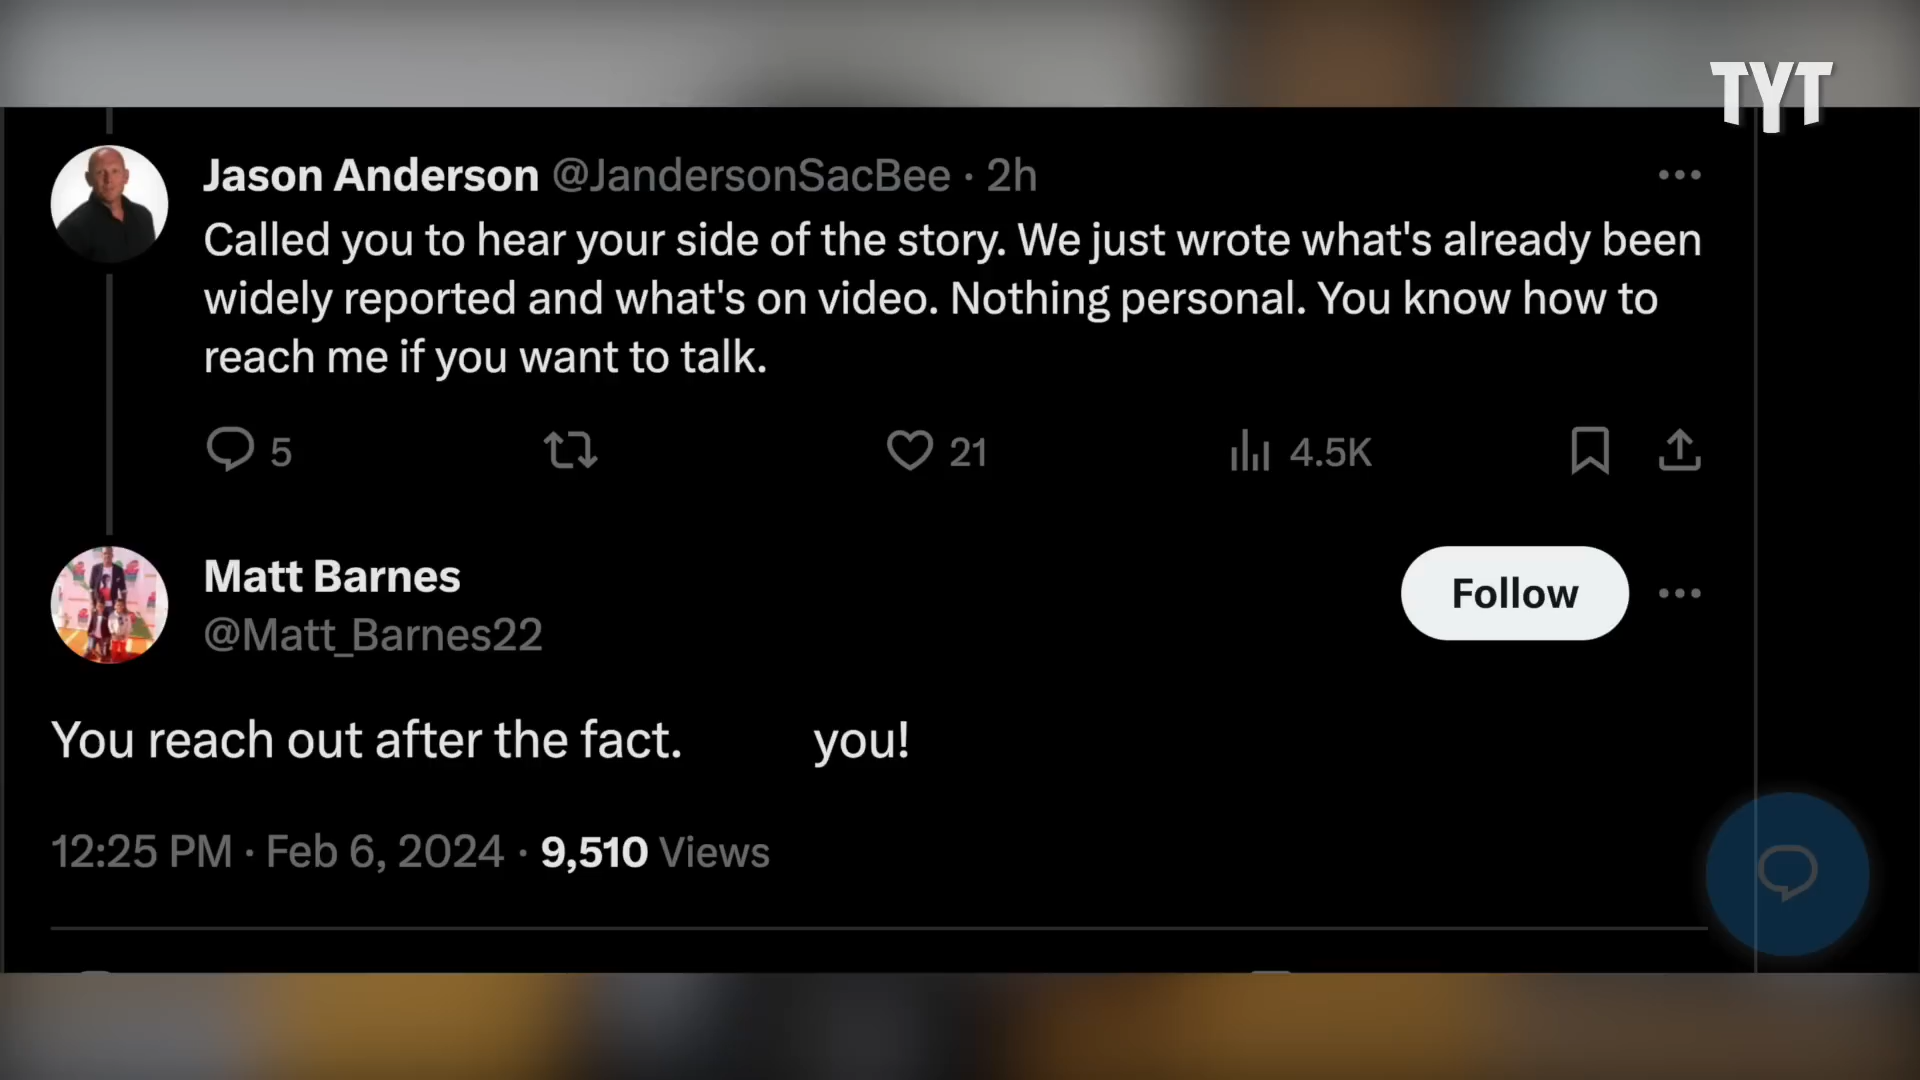 TYT
Jason Anderson @JandersonSacBee · 2h
Called you to hear your side of the story. We just wrote what's already been
widely reported and what's on video. Nothing personal. You know how to
reach me if you want to talk.
5 21 4.5K
Matt Barnes
Follow
@Matt_Barnes22
You reach out after the fact. you!
12:25 PM · Feb 6, 2024 · 9,510 Views